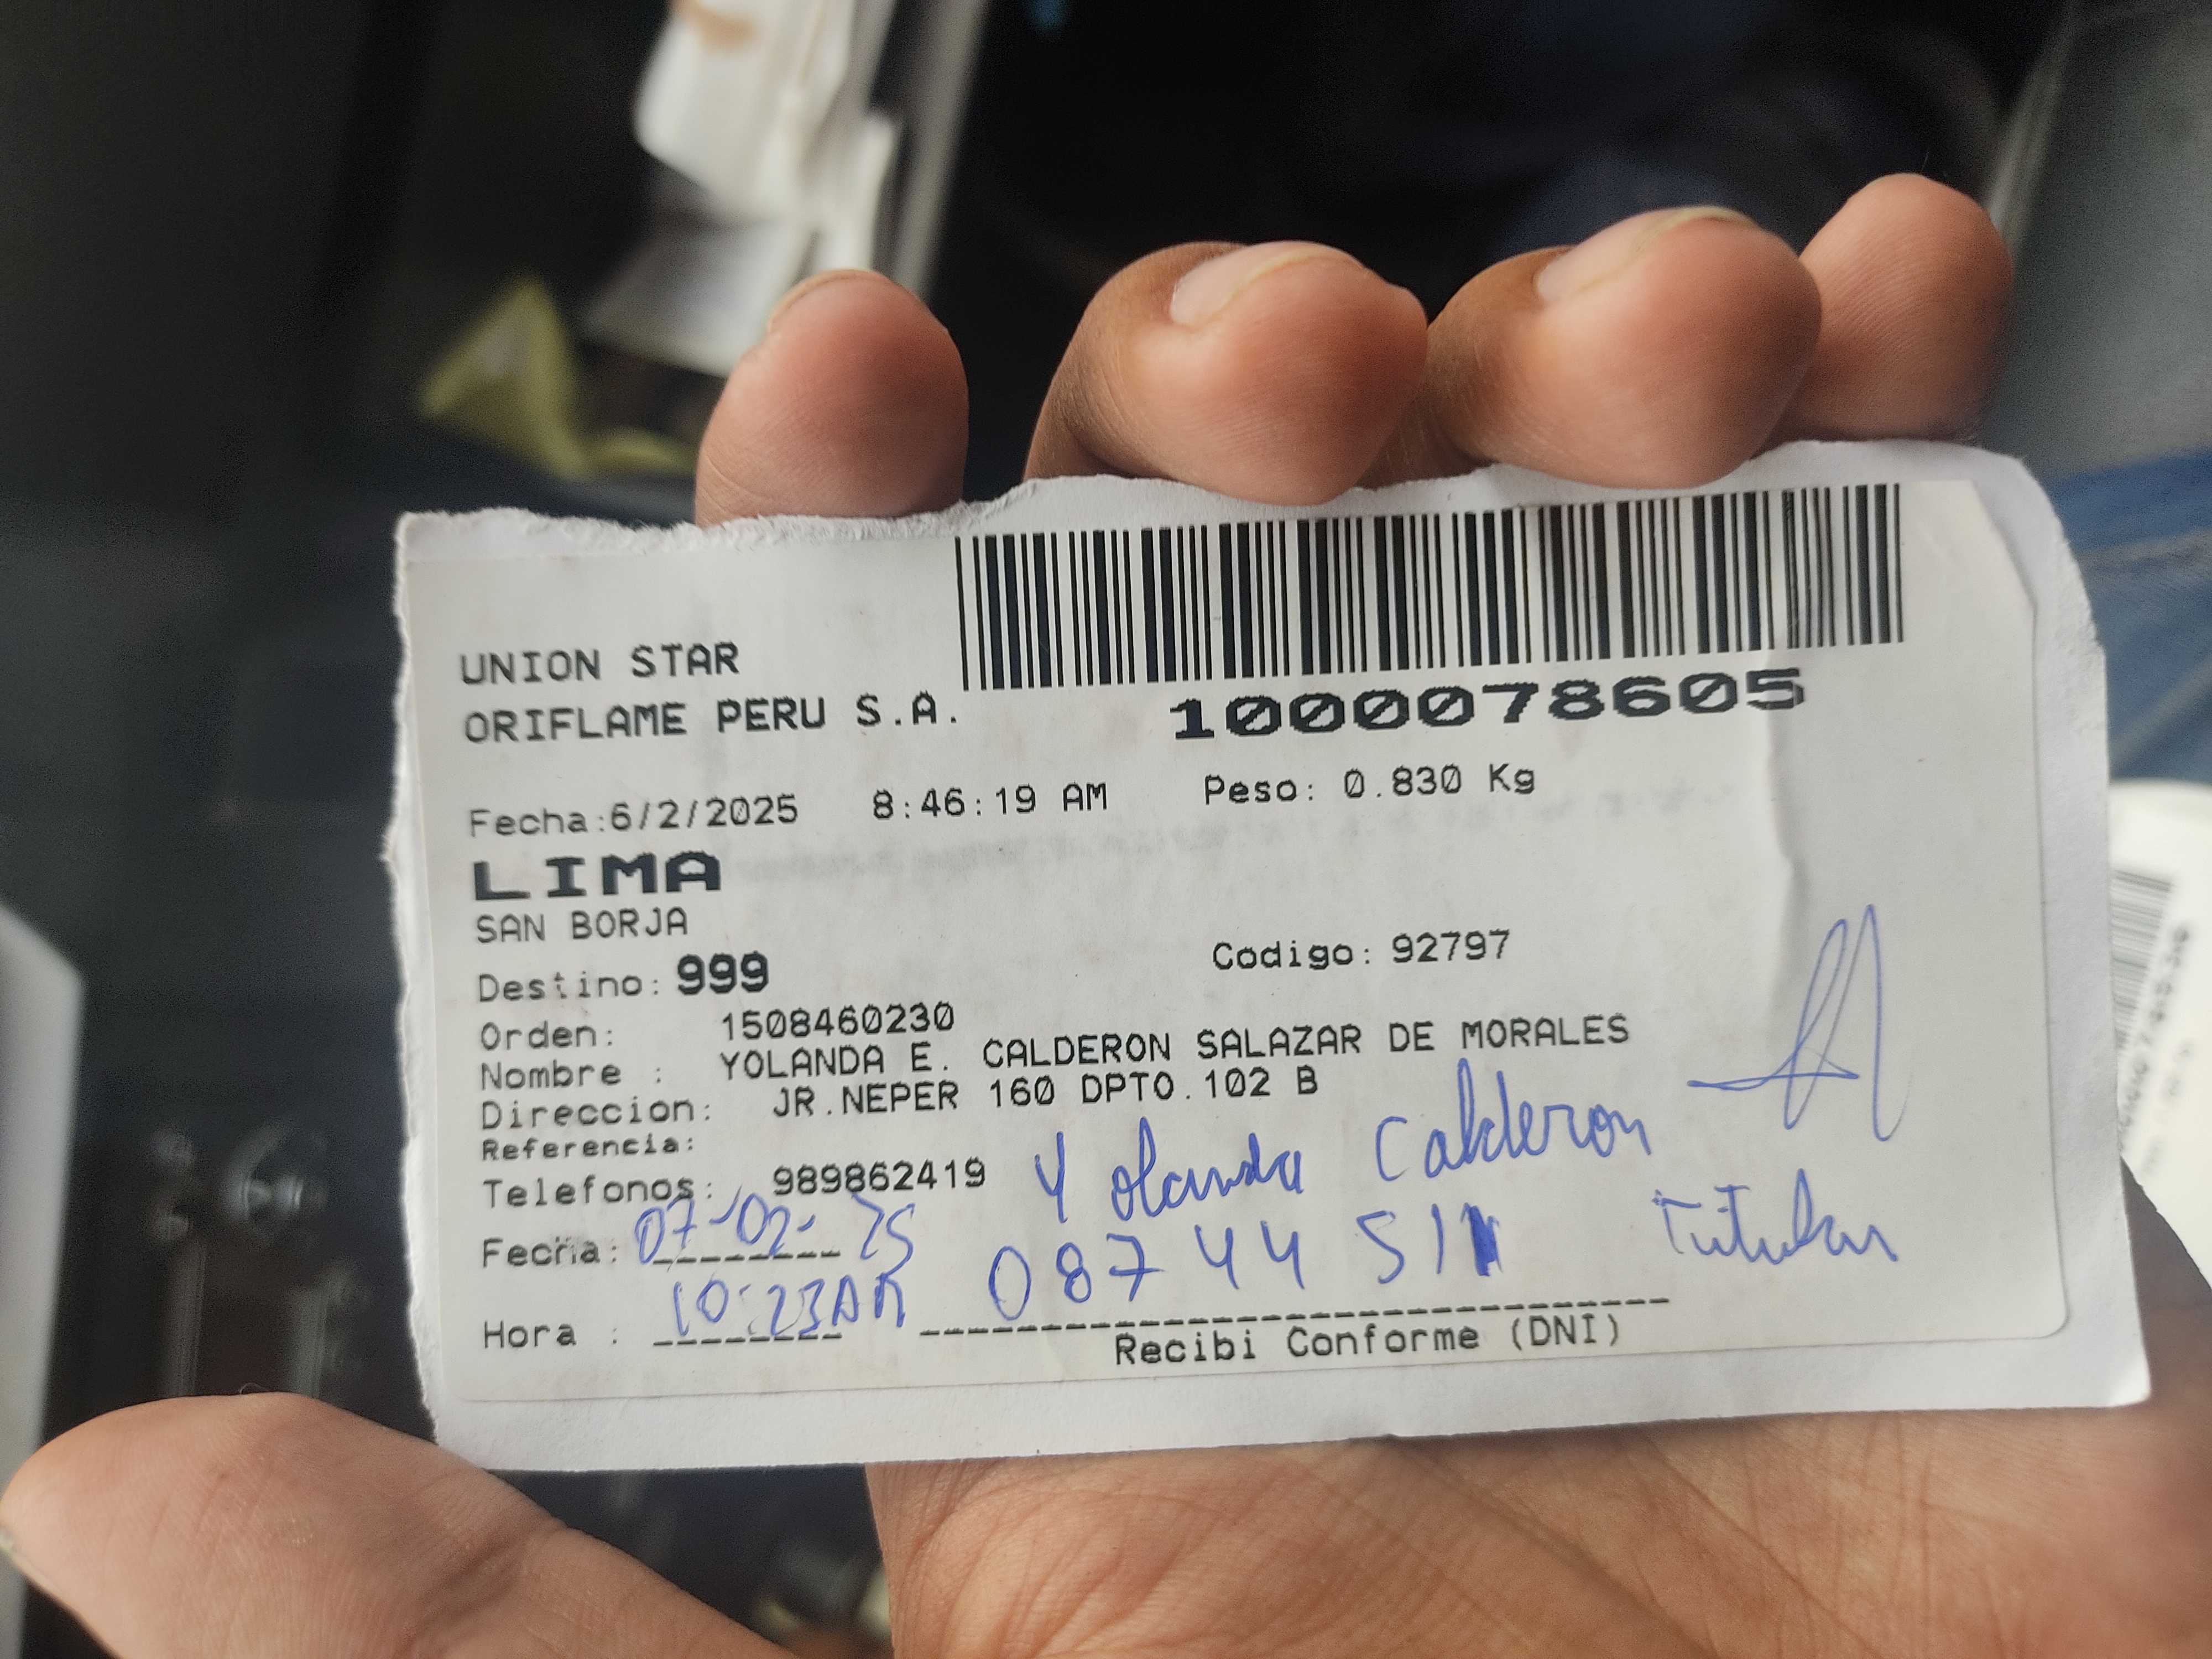 UNION STAR
ORIFLAME PERU S.A.
1000078605
Fecha:6/2/2025 8:46:19 AM Peso: 0.830 Kg
LIMA
SAN BORJA
Destino: 999 Codigo: 92797
Orden: 1508460230
Nombre : YOLANDA E. CALDERON SALAZAR DE MORALES
Direccion: JR.NEPER 160 DPTO.102 B
Referencia:
Telefonos: 989862419 Yolanda Calderon
Fecha: 07-02-25 Titular
Hora : 10:23AM
Recibi Conforme (DNI)